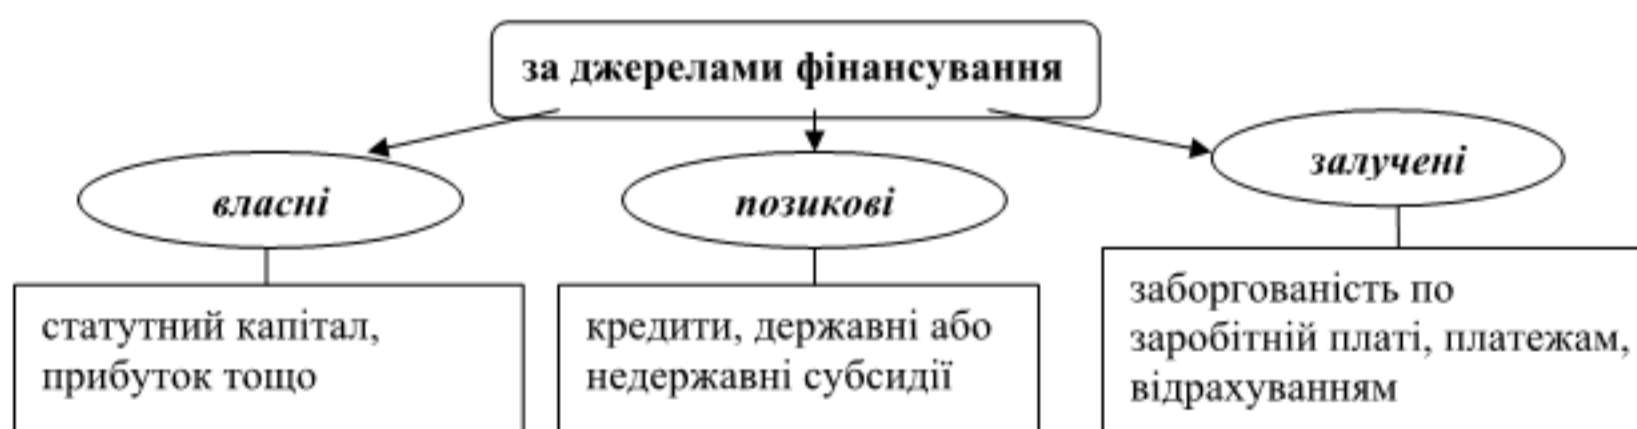 за джерелами фінансування
власні
позикові
залучені
статутний капітал,
прибуток тощо
кредити, державні або
недержавні субсидії
заборгованість по
заробітній платі, платежам,
відрахуванням